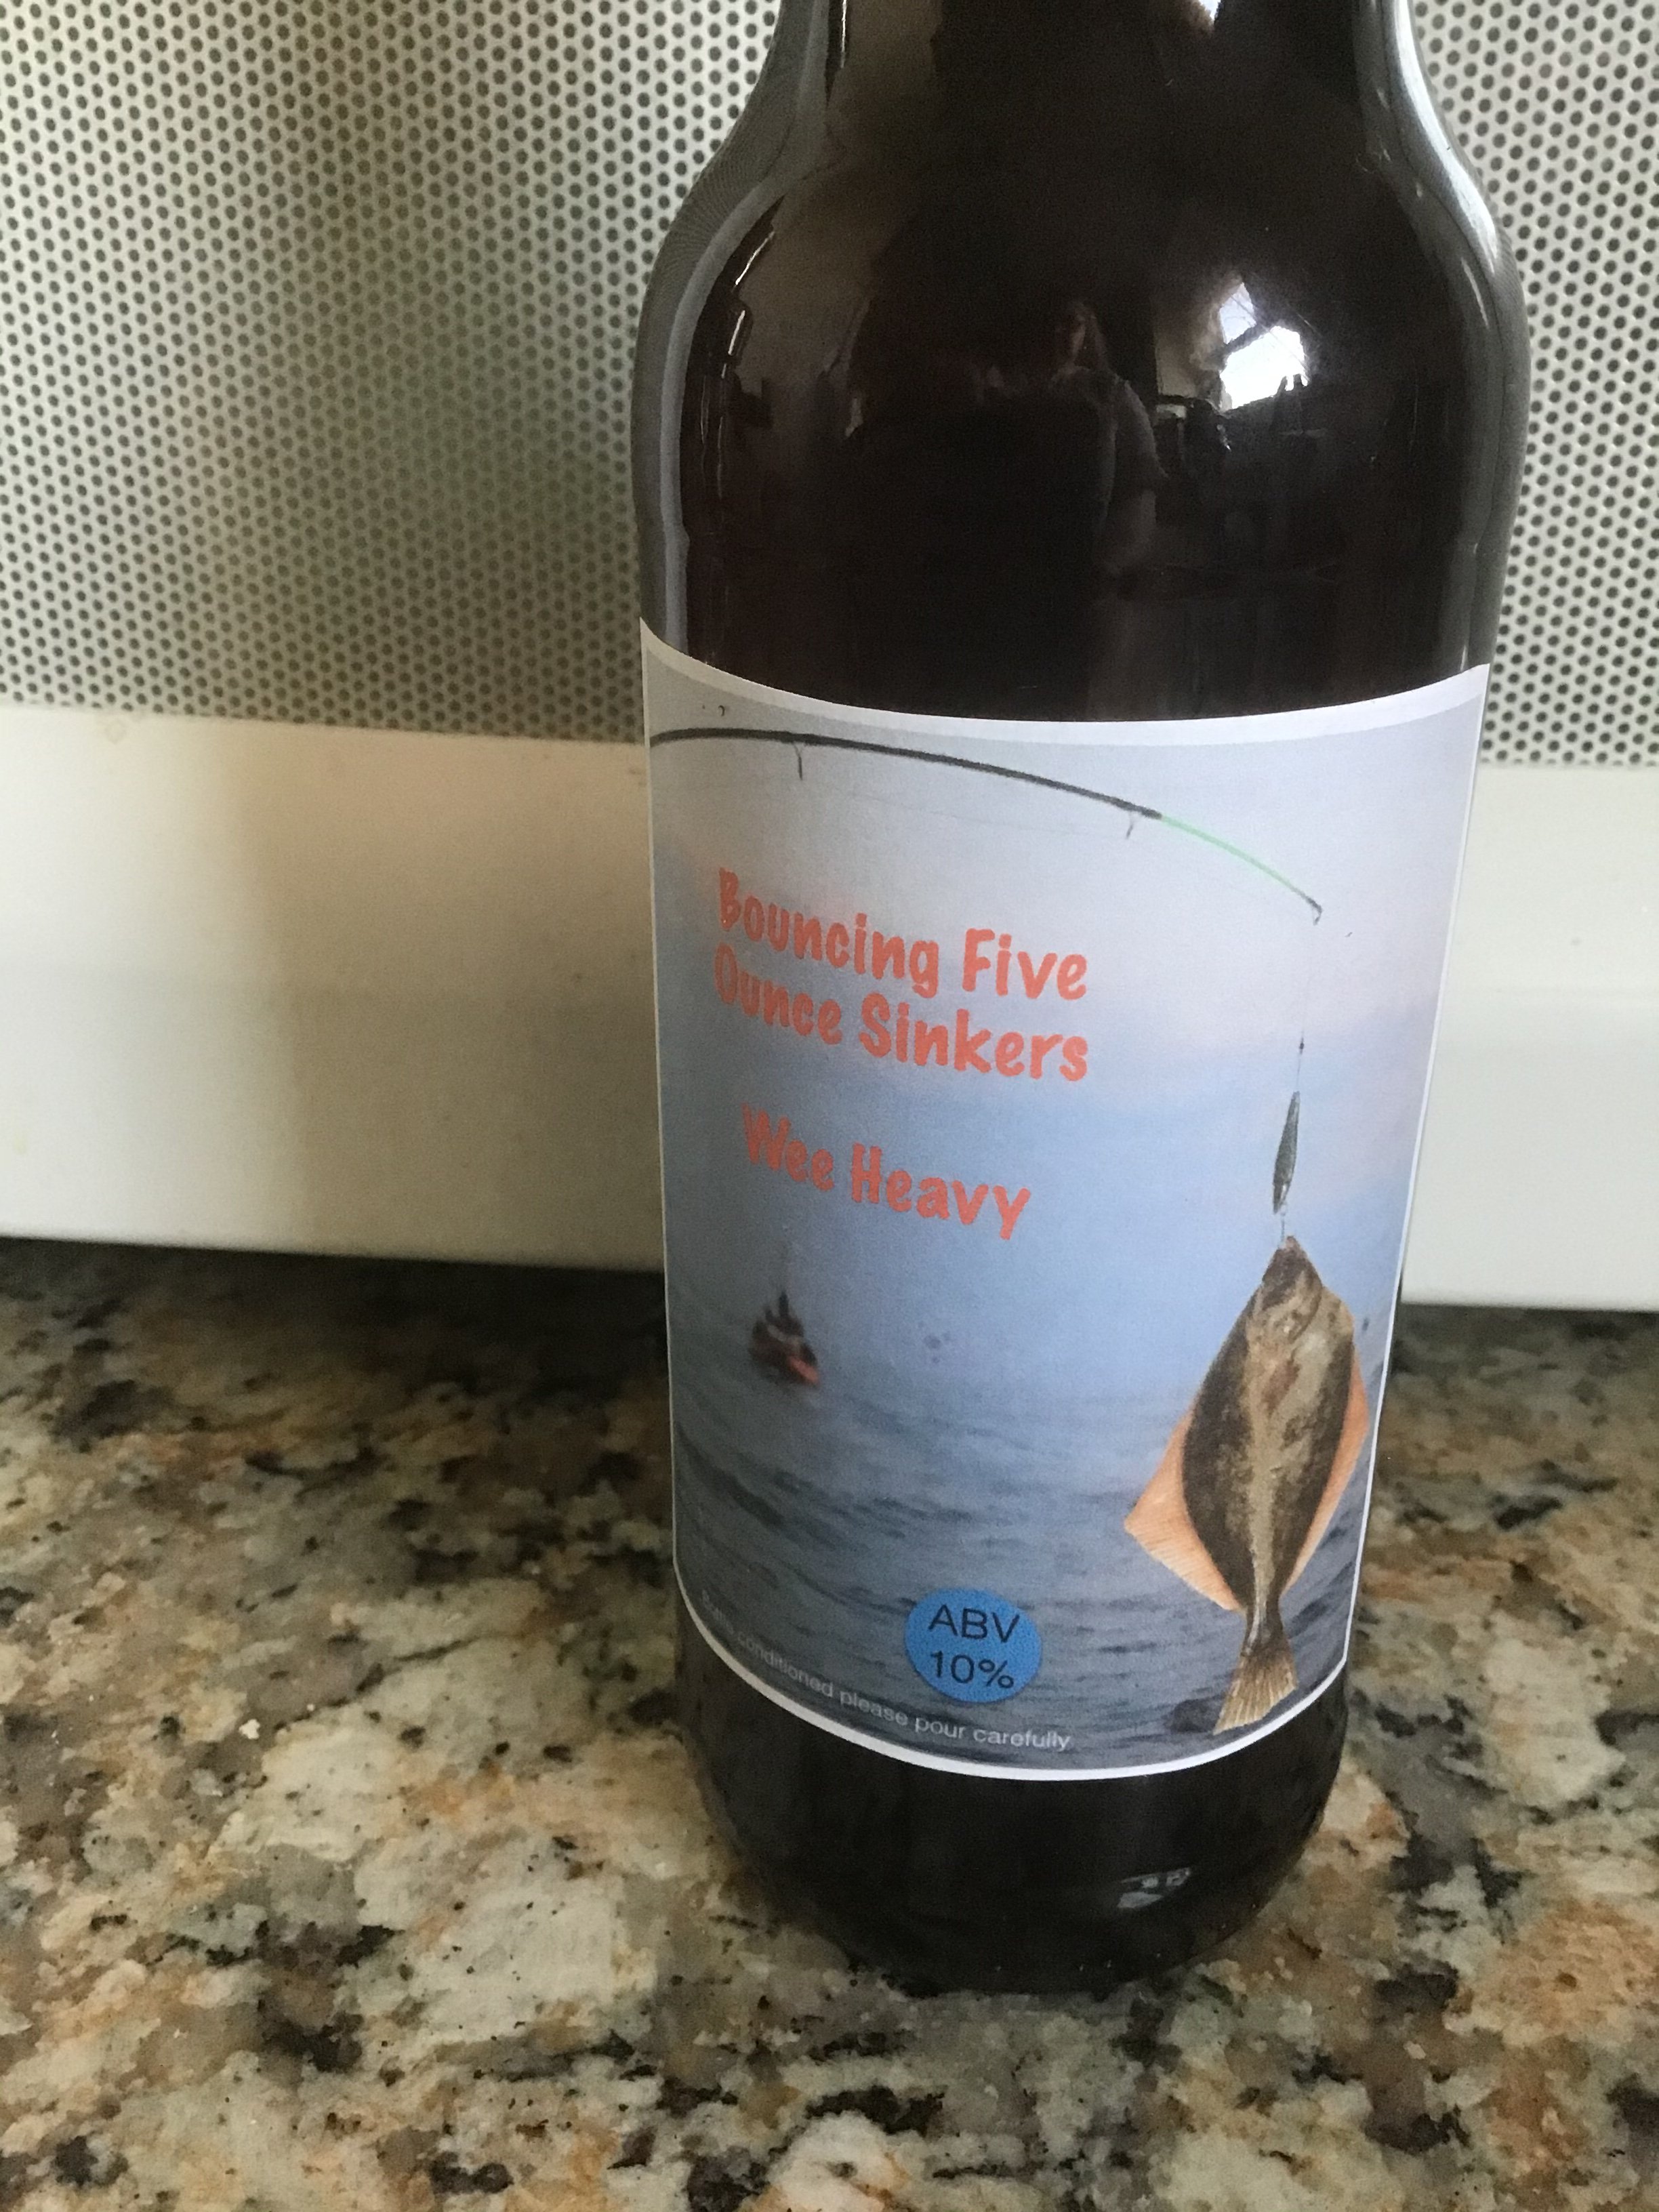 Bouncing Five
Ounce Sinkers
Wee Heavy
ABV
10%
conditioned please pour carefully